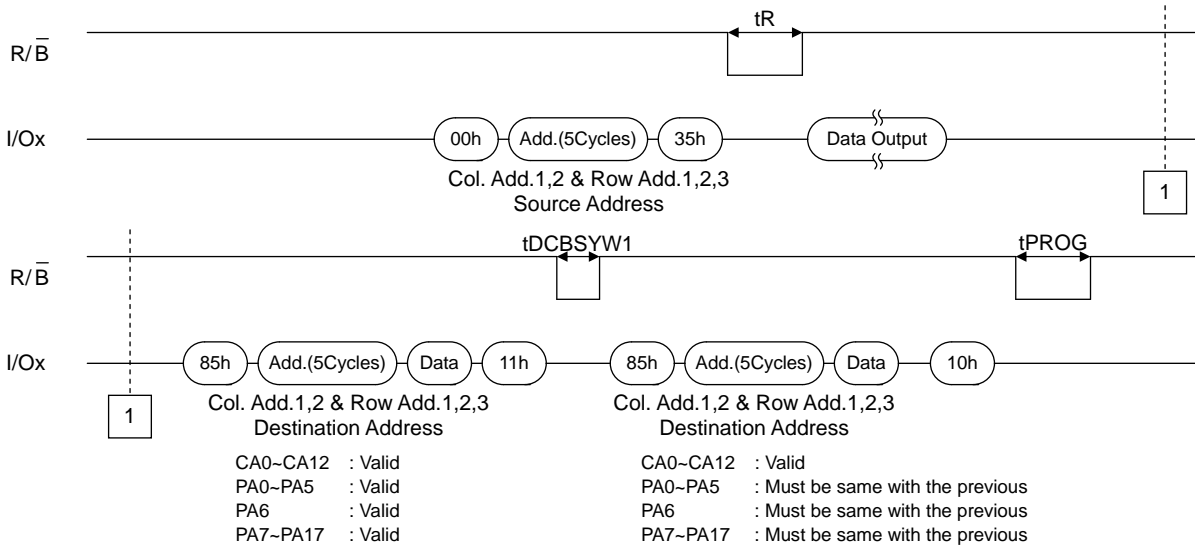 tR
R/B̅
I/Ox
00h Add.(5Cycles) 35h Data Output
Col. Add.1,2 & Row Add.1,2,3
Source Address
1
tDCBSYW1 tPROG
R/B̅
I/Ox
85h Add.(5Cycles) Data 11h 85h Add.(5Cycles) Data 10h
1
Col. Add.1,2 & Row Add.1,2,3 Col. Add.1,2 & Row Add.1,2,3
Destination Address Destination Address
CA0~CA12 : Valid CA0~CA12 : Valid
PA0~PA5 : Valid PA0~PA5 : Must be same with the previous
PA6 : Valid PA6 : Must be same with the previous
PA7~PA17 : Valid PA7~PA17 : Must be same with the previous